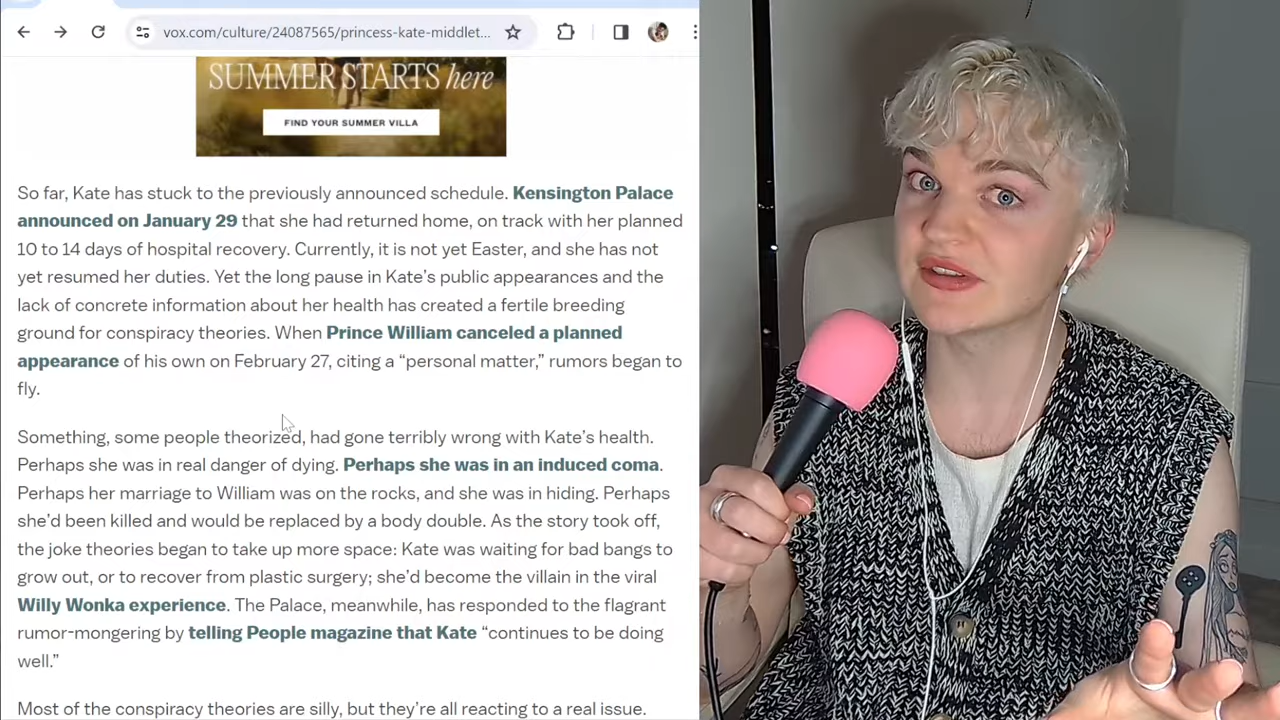 vox.com/culture/24087565/princess-kate-middlet...
SUMMER STARTS here
FIND YOUR SUMMER VILLA
So far, Kate has stuck to the previously announced schedule. Kensington Palace
announced on January 29 that she had returned home, on track with her planned
10 to 14 days of hospital recovery. Currently, it is not yet Easter, and she has not
yet resumed her duties. Yet the long pause in Kate’s public appearances and the
lack of concrete information about her health has created a fertile breeding
ground for conspiracy theories. When Prince William canceled a planned
appearance of his own on February 27, citing a “personal matter,” rumors began to
fly.
Something, some people theorized, had gone terribly wrong with Kate’s health.
Perhaps she was in real danger of dying. Perhaps she was in an induced coma.
Perhaps her marriage to William was on the rocks, and she was in hiding. Perhaps
she’d been killed and would be replaced by a body double. As the story took off,
the joke theories began to take up more space: Kate was waiting for bad bangs to
grow out, or to recover from plastic surgery; she’d become the villain in the viral
Willy Wonka experience. The Palace, meanwhile, has responded to the flagrant
rumor-mongering by telling People magazine that Kate “continues to be doing
well.”
Most of the conspiracy theories are silly, but they’re all reacting to a real issue.